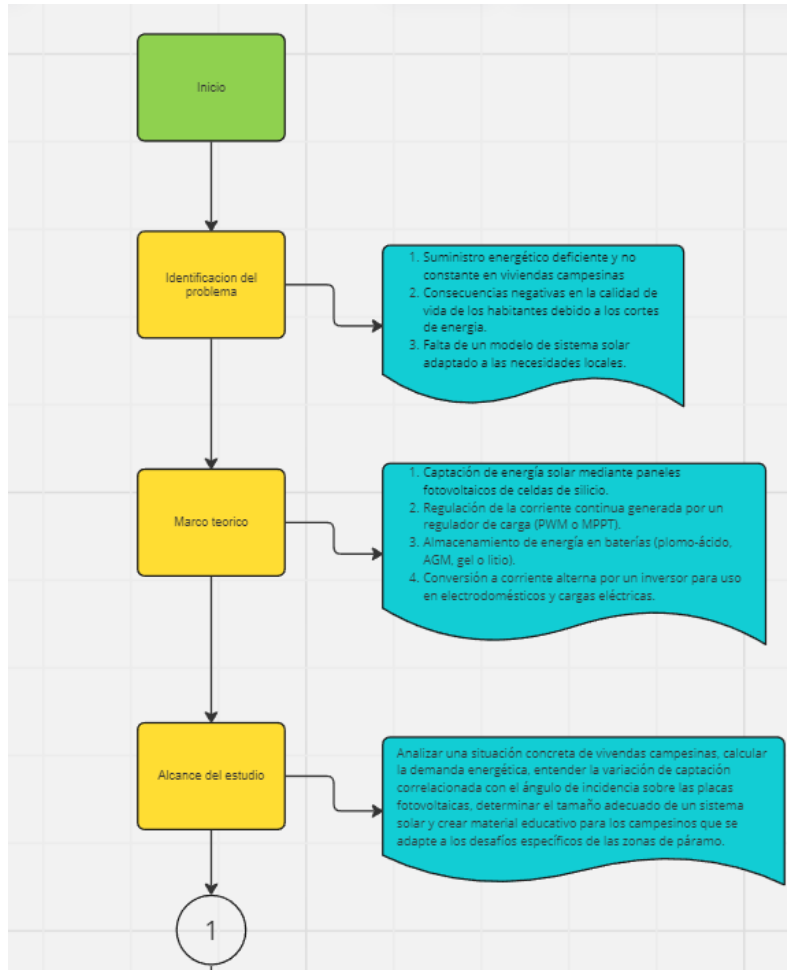 Inicio
Identificacion del
problema
1. Suministro energético deficiente y no
constante en viviendas campesinas
2. Consecuencias negativas en la calidad de
vida de los habitantes debido a los cortes
de energia.
3. Falta de un modelo de sistema solar
adaptado a las necesidades locales.
Marco teorico
1. Captación de energía solar mediante paneles
fotovoltaicos de celdas de silicio.
2. Regulación de la corriente continua generada por un
regulador de carga (PWM o MPPT).
3. Almacenamiento de energía en baterías (plomo-ácido,
AGM, gel o litio).
4. Conversión a corriente alterna por un inversor para uso
en electrodomésticos y cargas eléctricas.
Alcance del estudio
Analizar una situación concreta de vivendas campesinas, calcular
la demanda energética, entender la variación de captación
correlacionada con el ángulo de incidencia sobre las placas
fotovoltaicas, determinar el tamaño adecuado de un sistema
solar y crear material educativo para los campesinos que se
adapte a los desafíos específicos de las zonas de páramo.
1